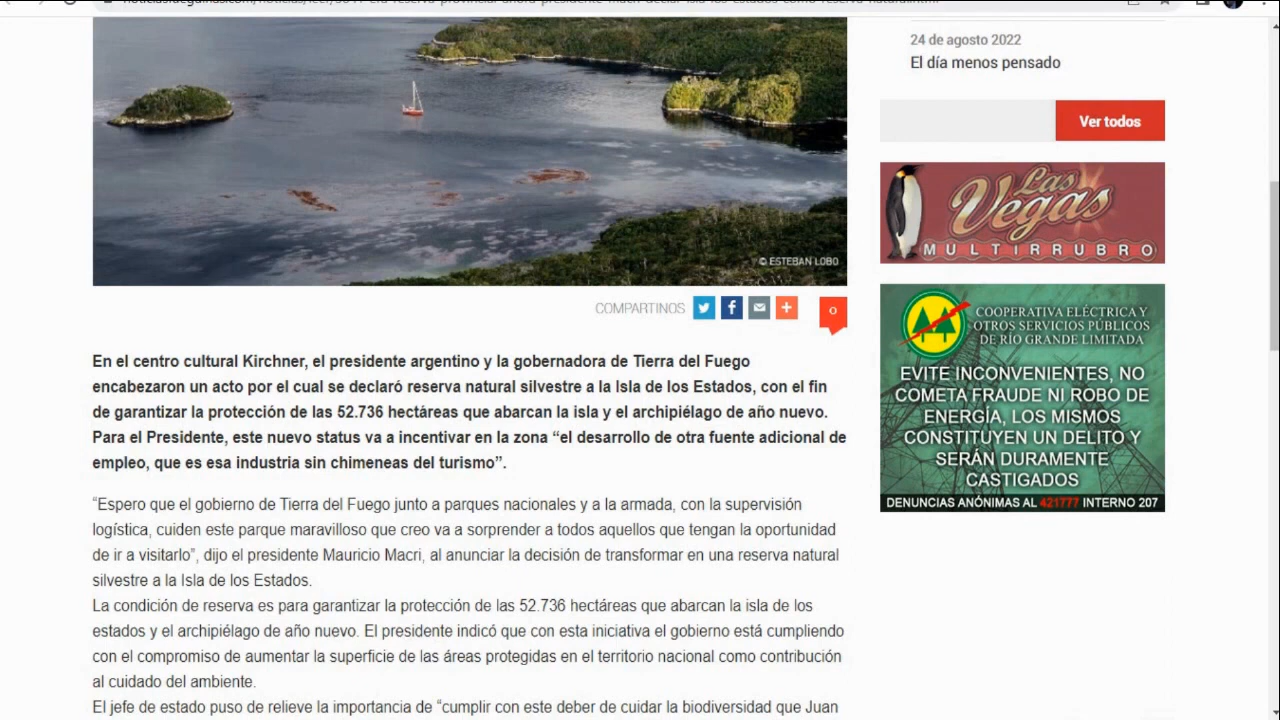 24 de agosto 2022
El día menos pensado
Ver todos
Las
Vegas
MULTIRRUBRO
© ESTEBAN LOBO
COMPARTINOS
0
COOPERATIVA ELÉCTRICA Y
OTROS SERVICIOS PÚBLICOS
DE RÍO GRANDE LIMITADA
EVITE INCONVENIENTES, NO
COMETA FRAUDE NI ROBO DE
ENERGÍA, LOS MISMOS
CONSTITUYEN UN DELITO Y
SERÁN DURAMENTE
CASTIGADOS
DENUNCIAS ANÓNIMAS AL 421777 INTERNO 207
En el centro cultural Kirchner, el presidente argentino y la gobernadora de Tierra del Fuego
encabezaron un acto por el cual se declaró reserva natural silvestre a la Isla de los Estados, con el fin
de garantizar la protección de las 52.736 hectáreas que abarcan la isla y el archipiélago de año nuevo.
Para el Presidente, este nuevo status va a incentivar en la zona “el desarrollo de otra fuente adicional de
empleo, que es esa industria sin chimeneas del turismo”.
“Espero que el gobierno de Tierra del Fuego junto a parques nacionales y a la armada, con la supervisión
logística, cuiden este parque maravilloso que creo va a sorprender a todos aquellos que tengan la oportunidad
de ir a visitarlo”, dijo el presidente Mauricio Macri, al anunciar la decisión de transformar en una reserva natural
silvestre a la Isla de los Estados.
La condición de reserva es para garantizar la protección de las 52.736 hectáreas que abarcan la isla de los
estados y el archipiélago de año nuevo. El presidente indicó que con esta iniciativa el gobierno está cumpliendo
con el compromiso de aumentar la superficie de las áreas protegidas en el territorio nacional como contribución
al cuidado del ambiente.
El jefe de estado puso de relieve la importancia de “cumplir con este deber de cuidar la biodiversidad que Juan